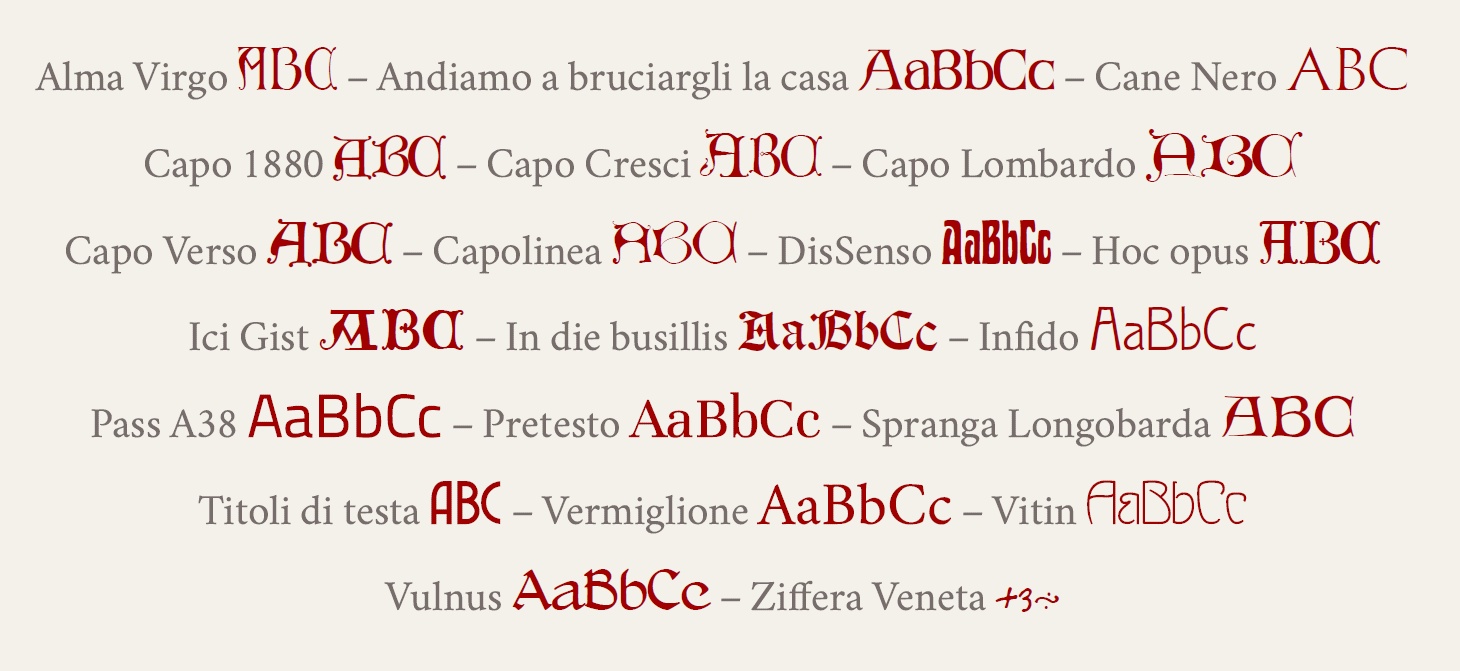 Alma Virgo ABC – Andiamo a bruciargli la casa AaBbCc – Cane Nero ABC
Capo 1880 ABC – Capo Cresci ABC – Capo Lombardo ABC
Capo Verso ABC – Capolinea ABC – DisSenso AaBbCc – Hoc opus ABC
Ici Gist ABC – In die busillis AaBbCc – Infido AaBbCc
Pass A38 AaBbCc – Pretesto AaBbCc – Spranga Longobarda ABC
Titoli di testa ABC – Vermiglione AaBbCc – Vitin AaBbCc
Vulnus AaBbCc – Ziffera Veneta +3